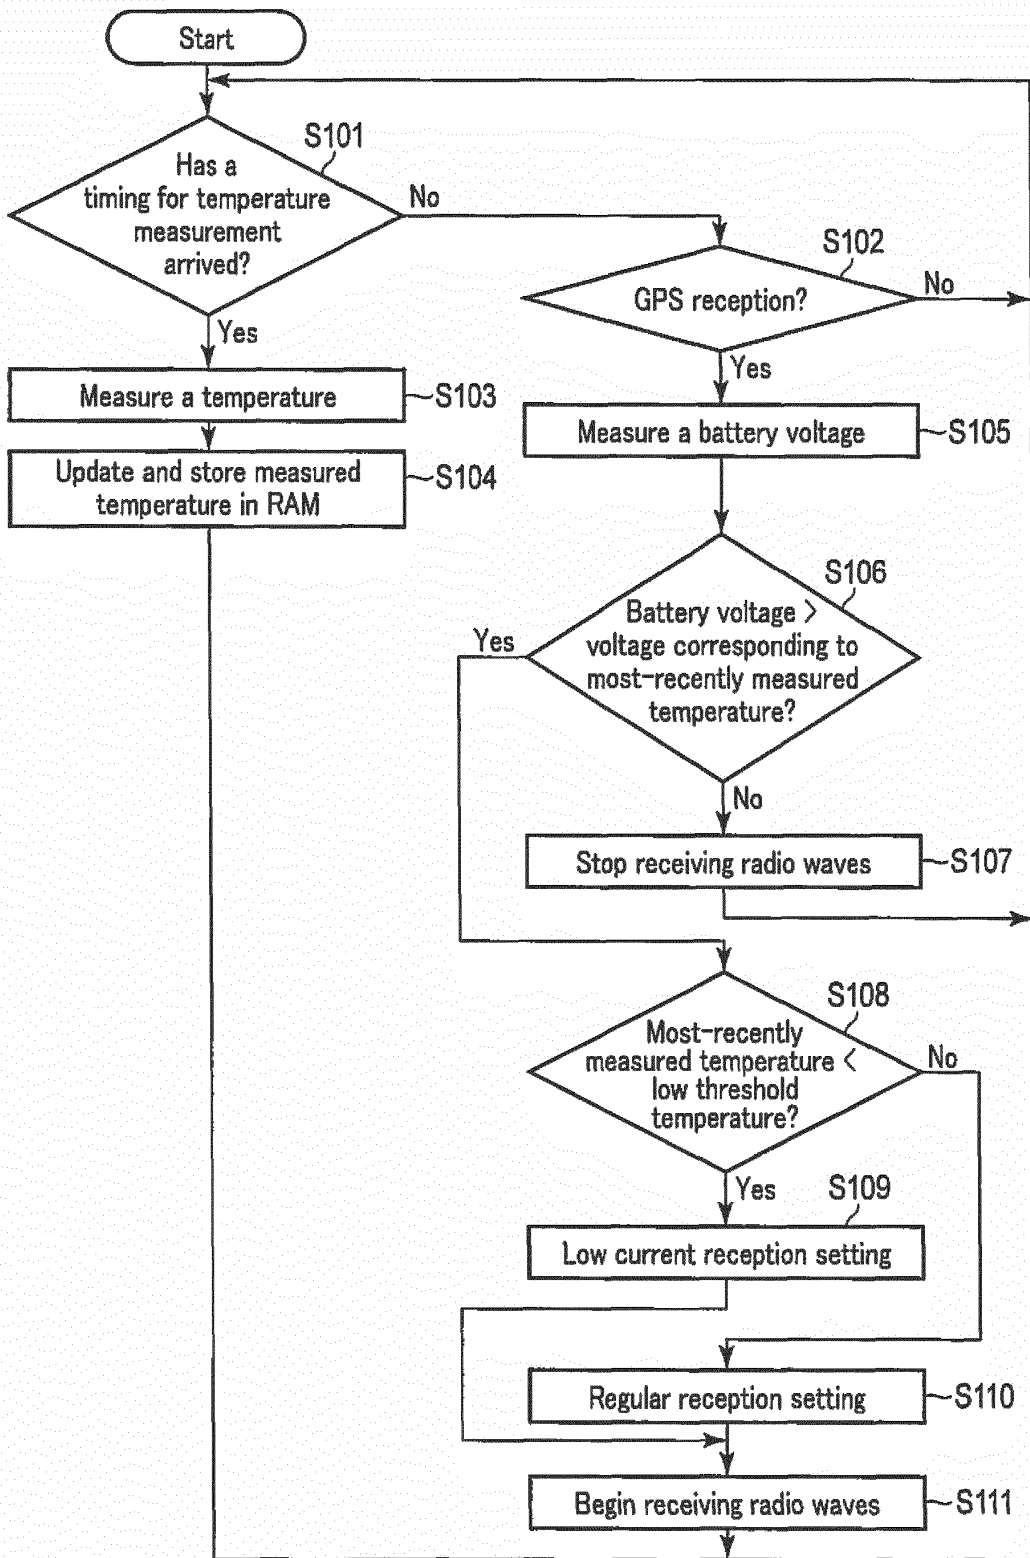 Start
S101
Has a
timing for temperature
measurement
arrived?
No
Yes
S102
GPS reception?
No
Yes
Measure a temperature
S103
Measure a battery voltage
S105
Update and store measured
temperature in RAM
S104
S106
Battery voltage >
voltage corresponding to
most-recently measured
temperature?
Yes
No
Stop receiving radio waves
S107
S108
Most-recently
measured temperature <
low threshold
temperature?
No
Yes
S109
Low current reception setting
Regular reception setting
S110
Begin receiving radio waves
S111